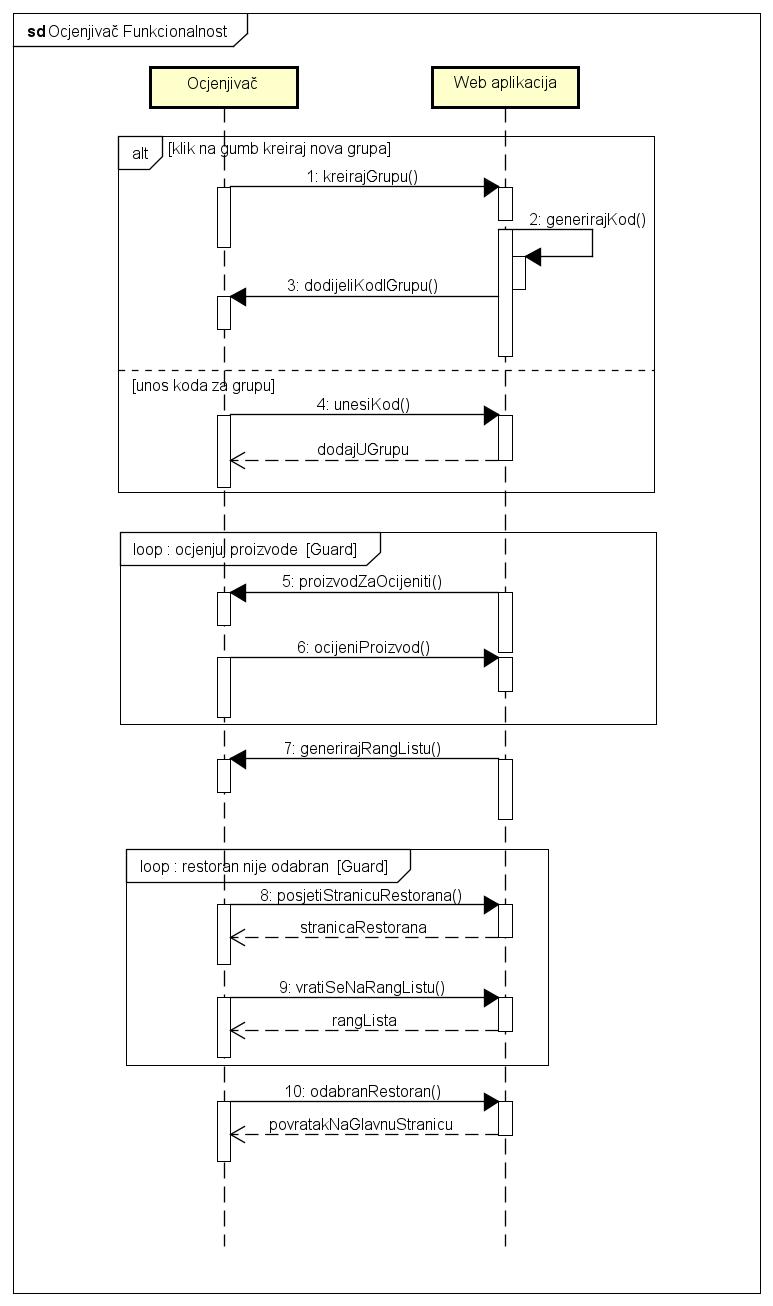 sd Ocjenjivač Funkcionalnost
Ocjenjivač
Web aplikacija
alt
[klik na gumb kreiraj nova grupa]
1: kreirajGrupu()
2: generirajKod()
3: dodijeliKodIGrupu()
[unos koda za grupu]
4: unesiKod()
dodajUGrupu
loop : ocjenjuj proizvode [Guard]
5: proizvodZaOcijeniti()
6: ocijeniProizvod()
7: generirajRangListu()
loop : restoran nije odabran [Guard]
8: posjetiStranicuRestorana()
stranicaRestorana
9: vratiSeNaRangListu()
rangLista
10: odabranRestoran()
povratakNaGlavnuStranicu